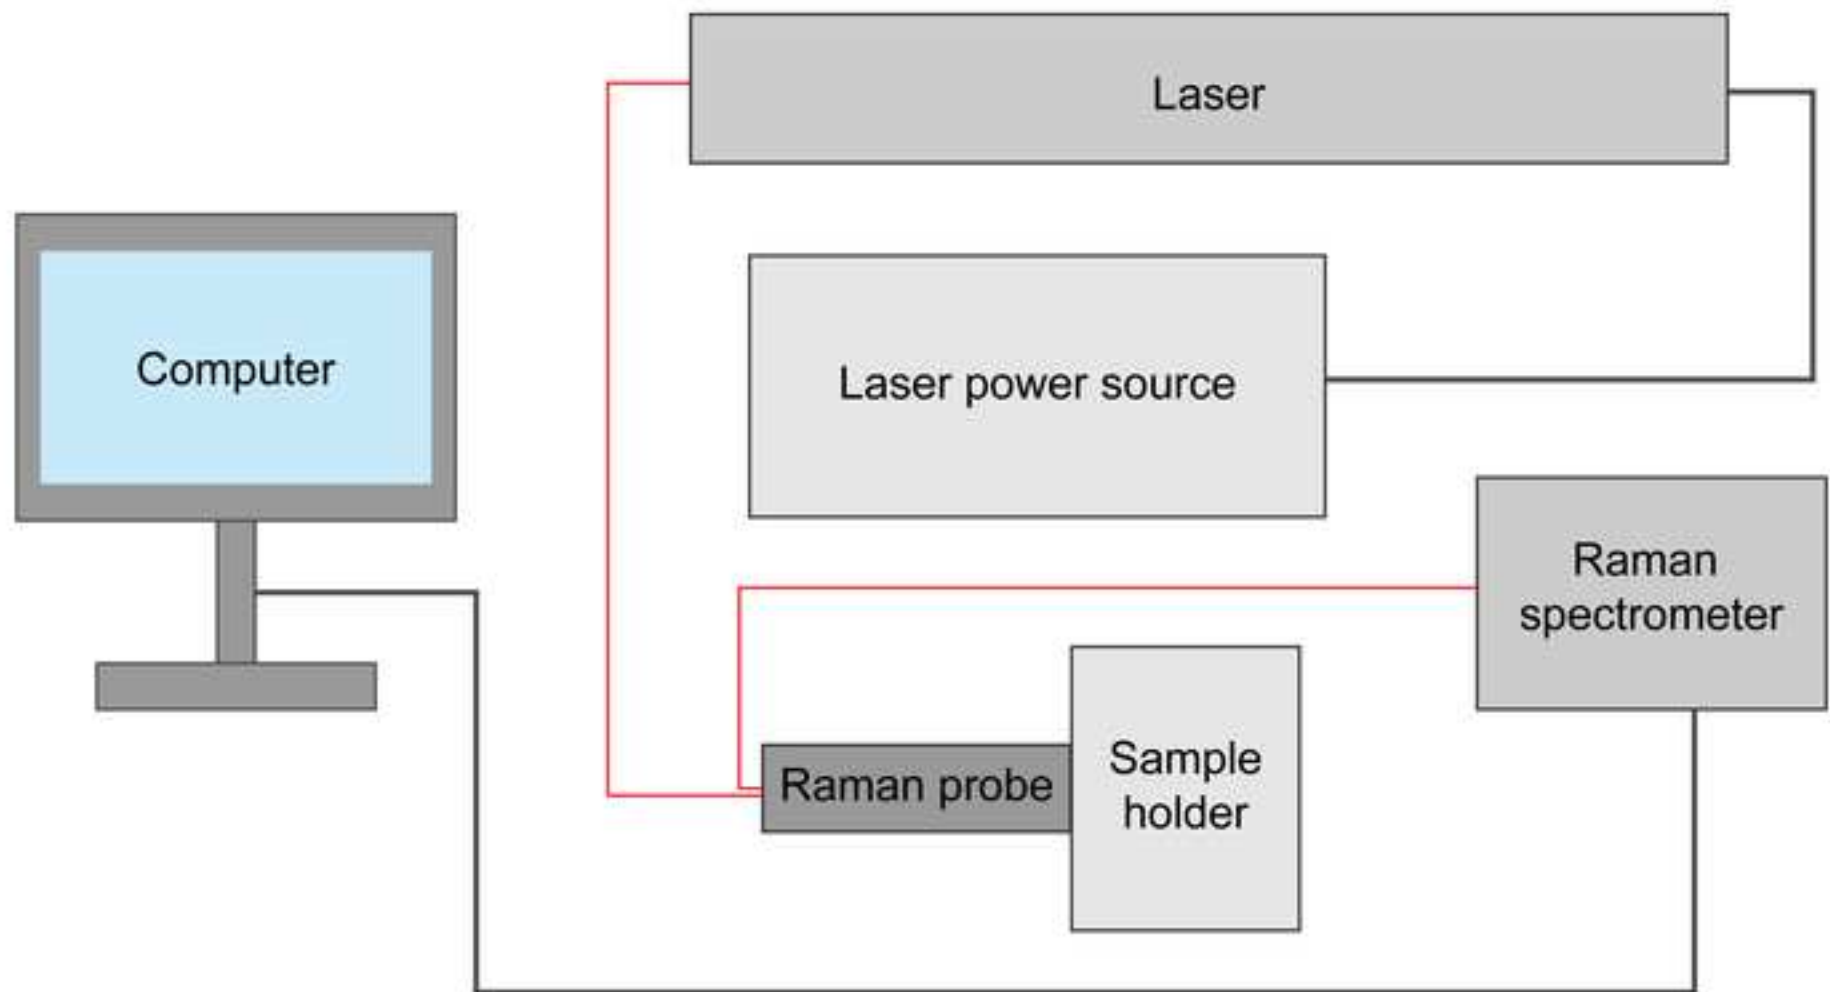 Laser
Computer
Laser power source
Raman
spectrometer
Raman probe
Sample
holder